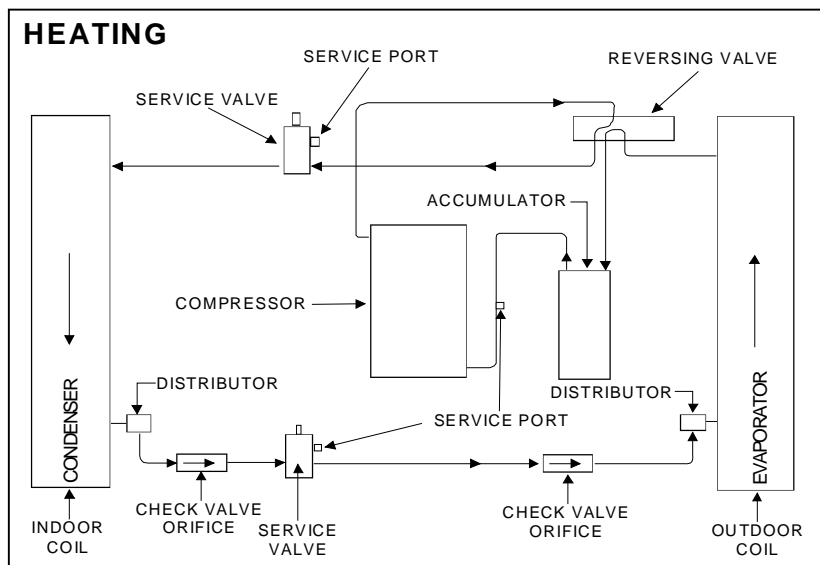 HEATING
SERVICE PORT
REVERSING VALVE
SERVICE VALVE
ACCUMULATOR
COMPRESSOR
CONDENSER
EVAPORATOR
DISTRIBUTOR
DISTRIBUTOR
SERVICE PORT
INDOOR
COIL
CHECK VALVE
ORIFICE
SERVICE
VALVE
CHECK VALVE
ORIFICE
OUTDOOR
COIL